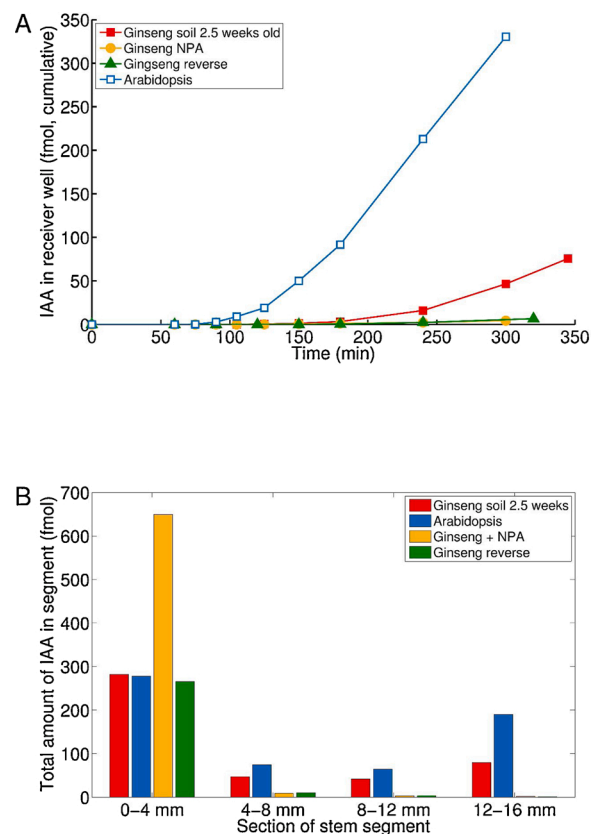 A
Ginseng soil 2.5 weeks old
Ginseng NPA
Gingseng reverse
Arabidopsis
IAA in receiver well (fmol, cumulative)
350
300
250
200
150
100
50
0
0 50 100 150 200 250 300 350
Time (min)
B
Ginseng soil 2.5 weeks
Arabidopsis
Ginseng + NPA
Ginseng reverse
Total amount of IAA in segment (fmol)
700
600
500
400
300
200
100
0
0–4 mm 4–8 mm 8–12 mm 12–16 mm
Section of stem segment